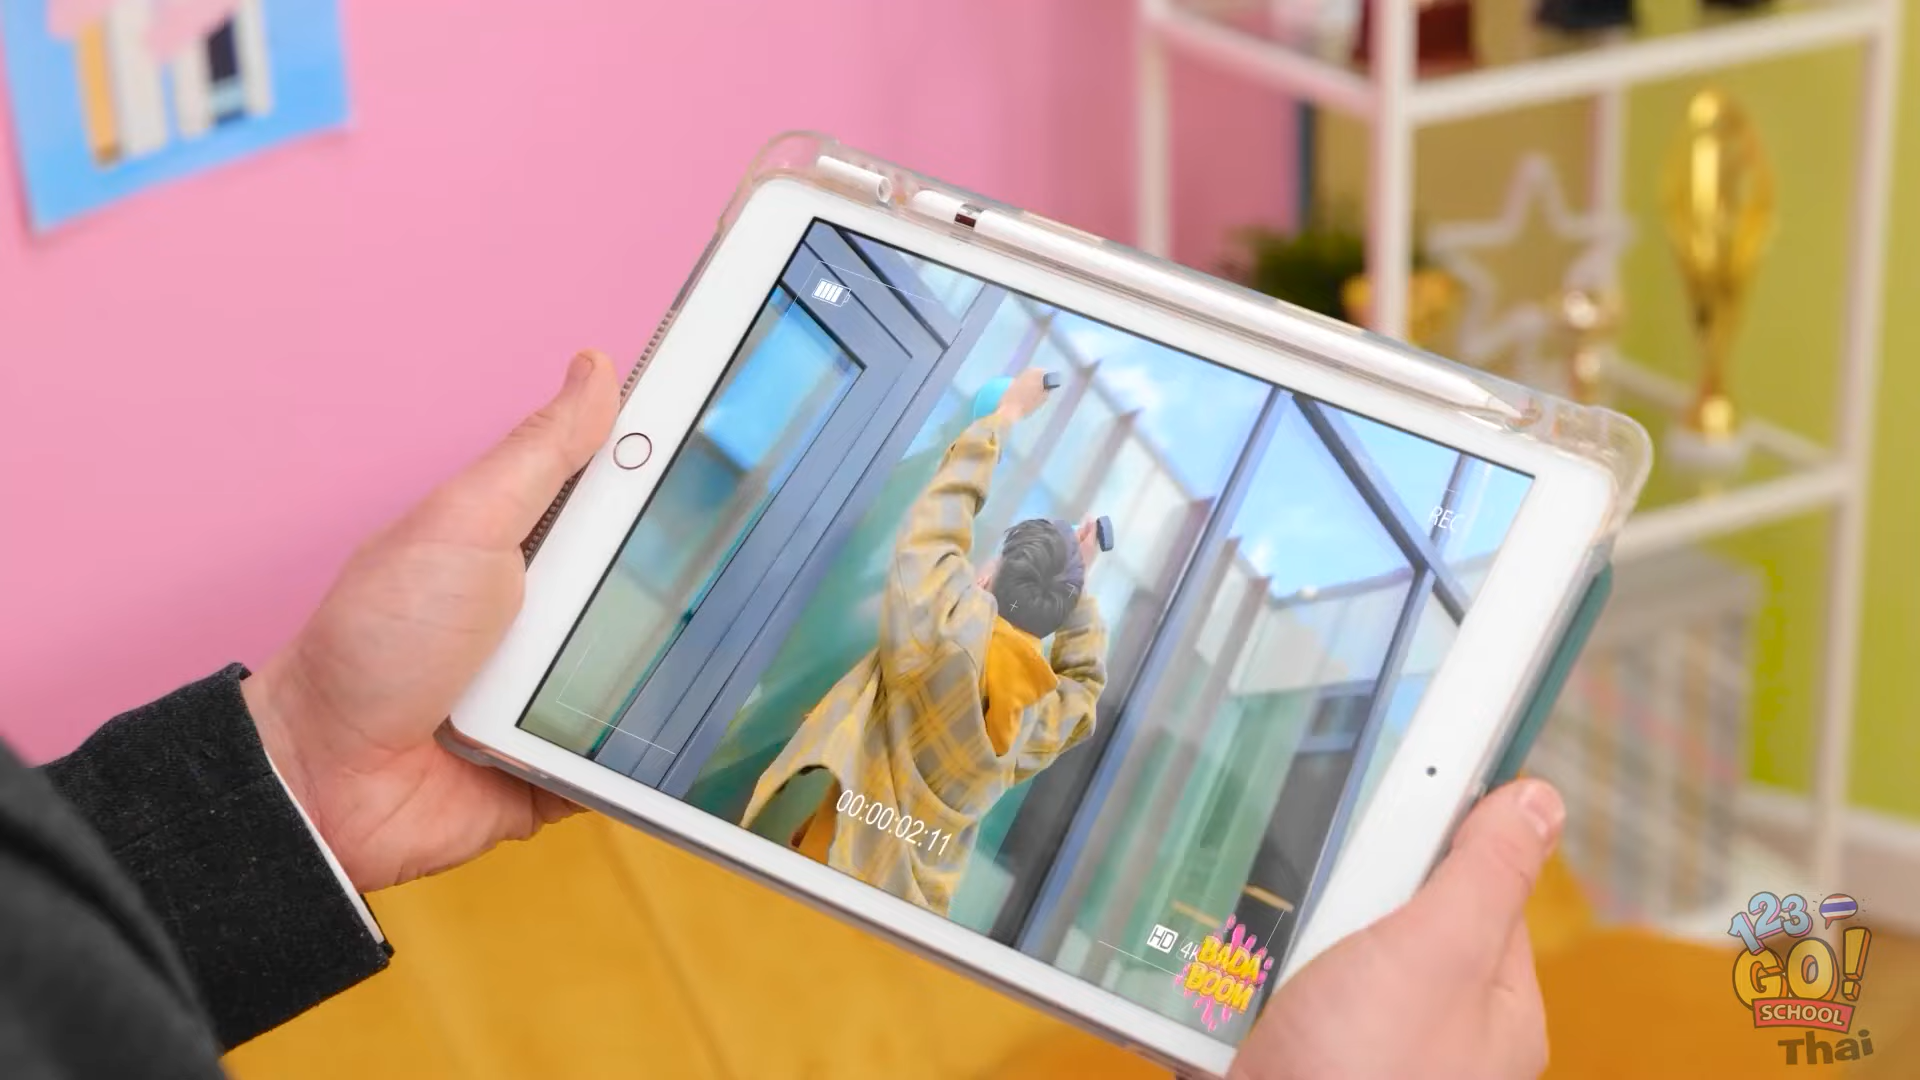 REC
00:00:02:11
HD 4K
BADA
BOOM
123
GO!
SCHOOL
Thai